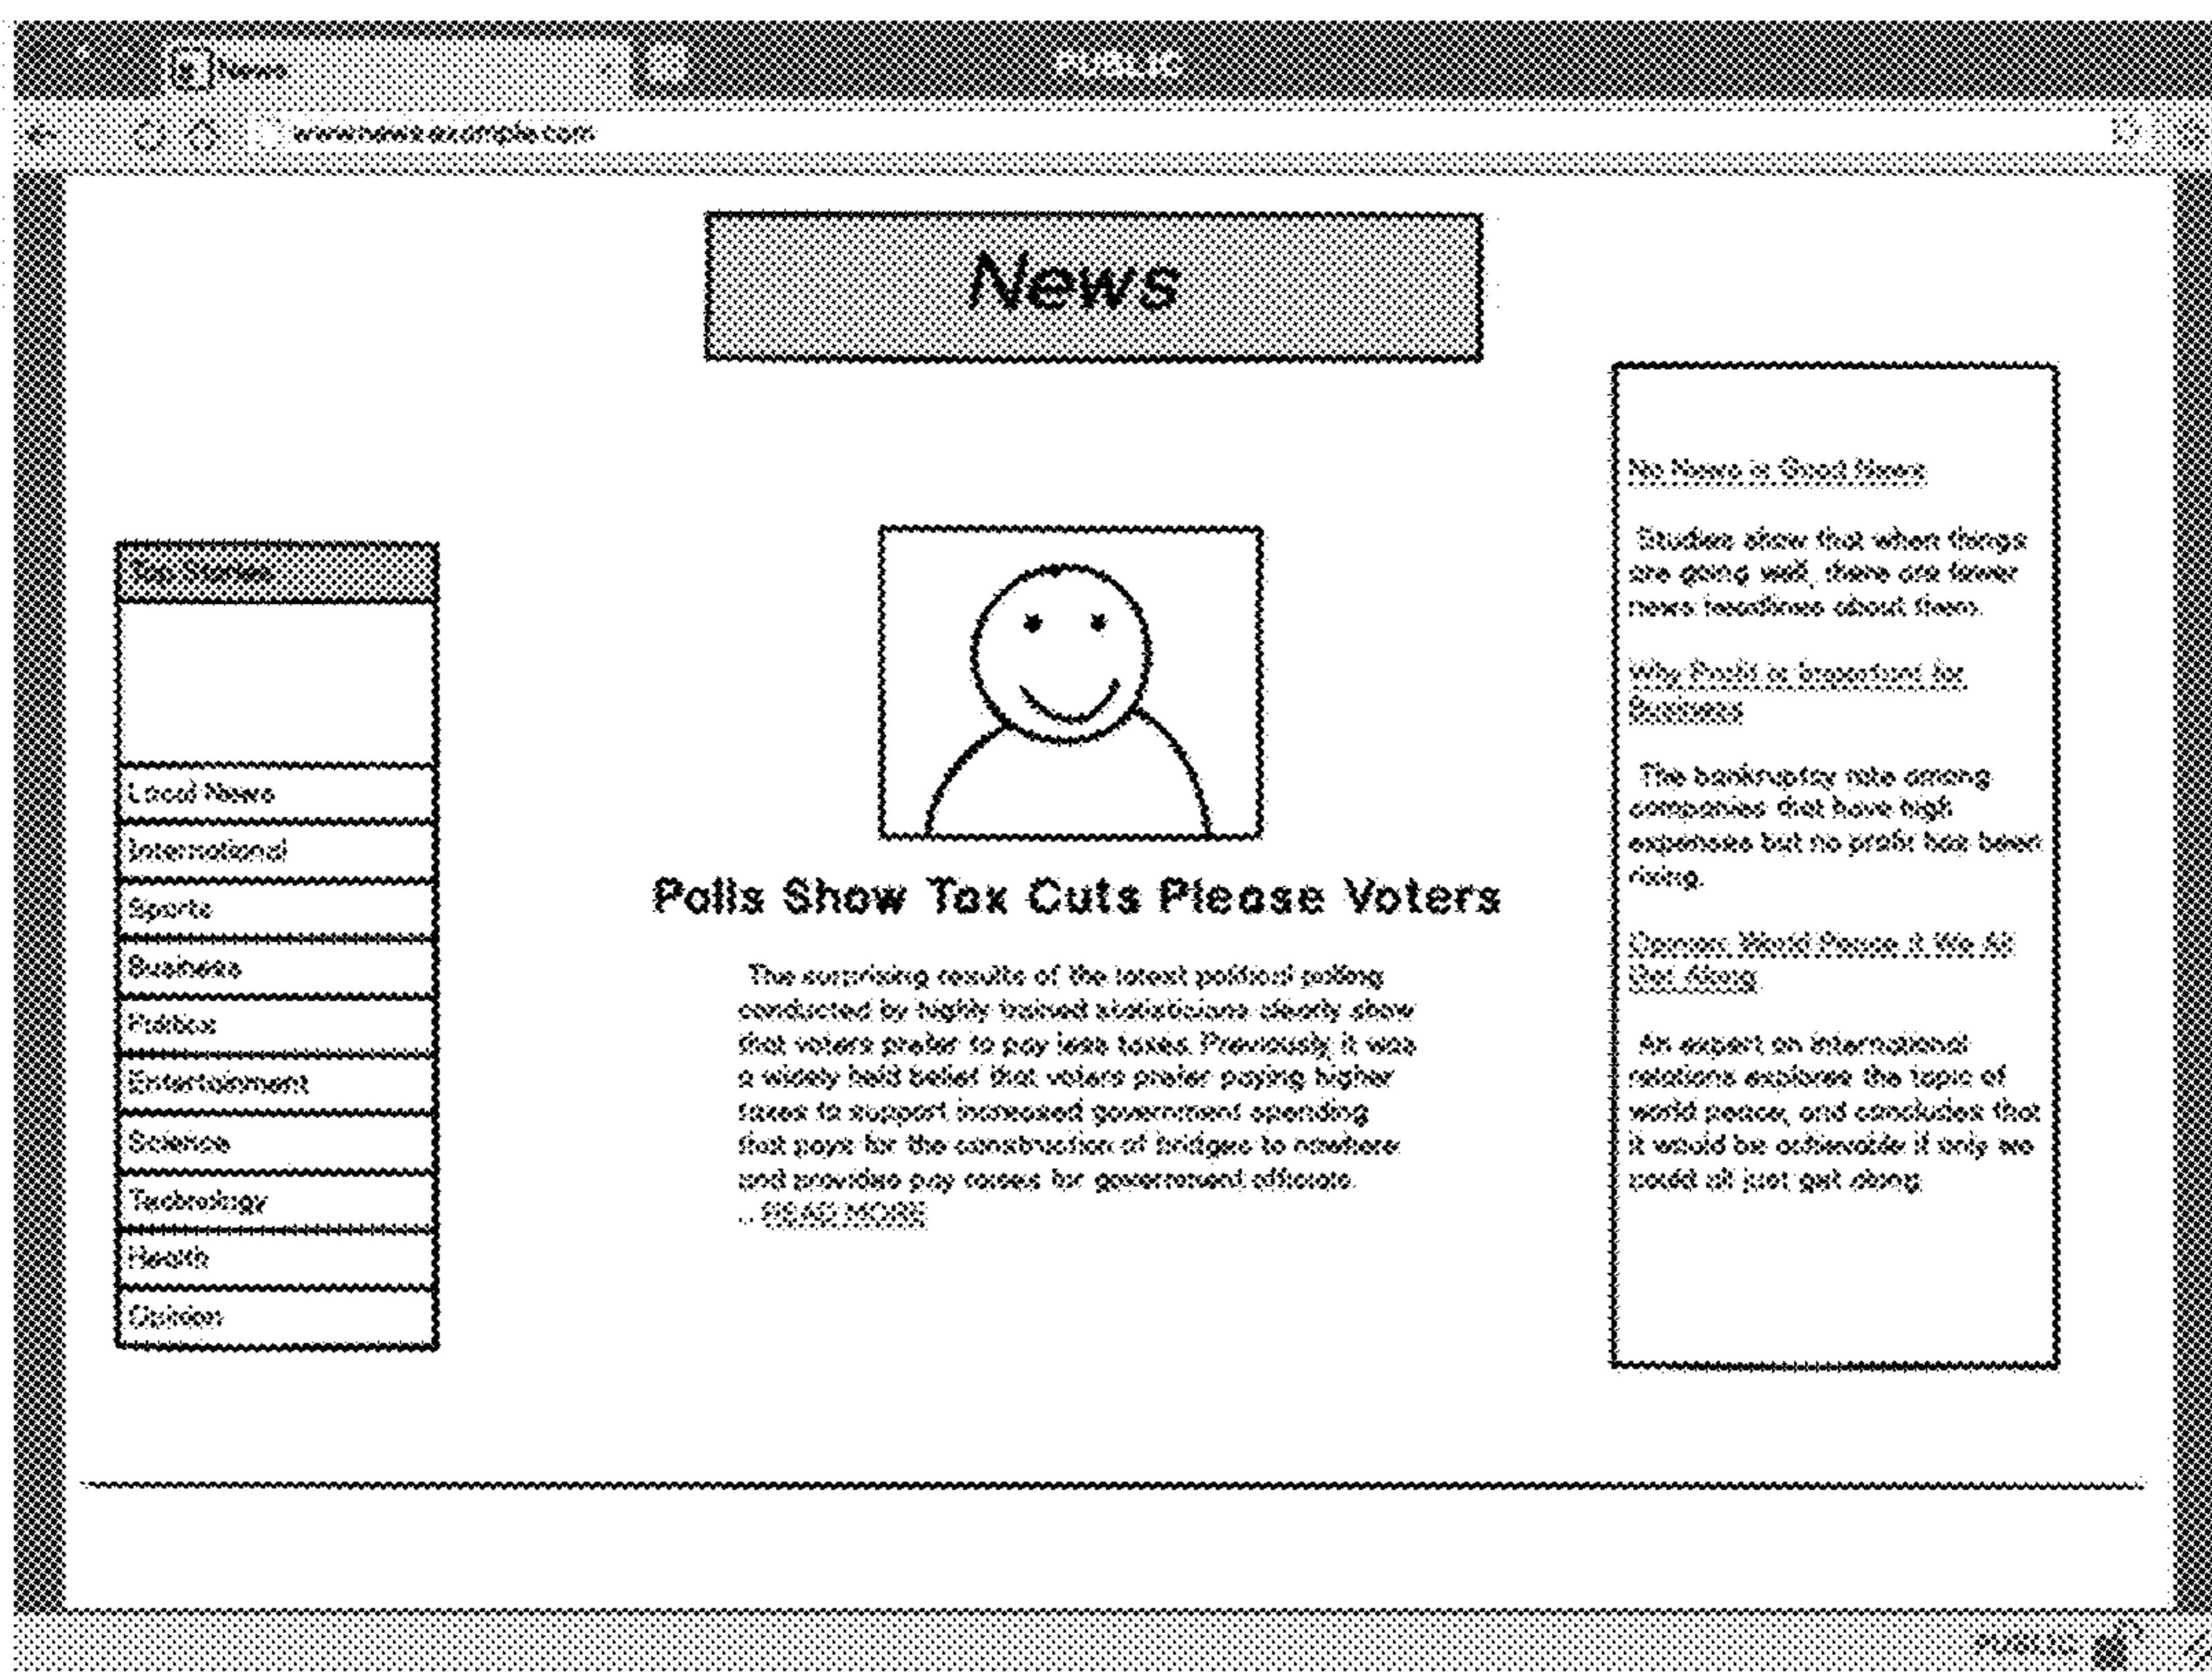 News
PUBLIC
www.news.example.com
News
Top Stories
Local News
International
Sports
Business
Politics
Entertainment
Science
Technology
Health
Opinion
Polls Show Tax Cuts Please Voters
The surprising results of the latest political polling
conducted by highly trained statisticians clearly show
that voters prefer to pay less taxes. Previously, it was
a widely held belief that voters prefer paying higher
taxes to support increased government spending
that pays for the construction of bridges to nowhere
and provides pay raises for government officials.
... READ MORE
No News is Good News
Studies show that when things
are going well, there are fewer
news headlines about them.
Why Profit is Important for
Business
The bankruptcy rate among
companies that have high
expenses but no profit has been
rising.
Opinion: World Peace if We All
Get Along
An expert on international
relations explores the topic of
world peace, and concludes that
it would be achievable if only we
could all just get along.
PUBLIC